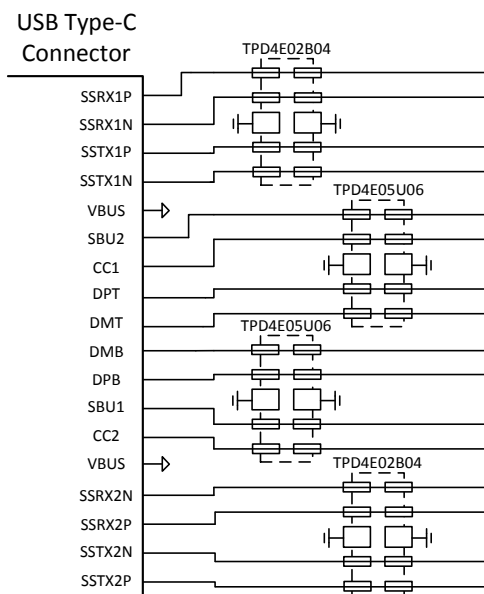 USB Type-C
Connector
TPD4E02B04
SSRX1P
SSRX1N
SSTX1P
SSTX1N
TPD4E05U06
VBUS
SBU2
CC1
DPT
DMT
TPD4E05U06
DMB
DPB
SBU1
CC2
VBUS
TPD4E02B04
SSRX2N
SSRX2P
SSTX2N
SSTX2P